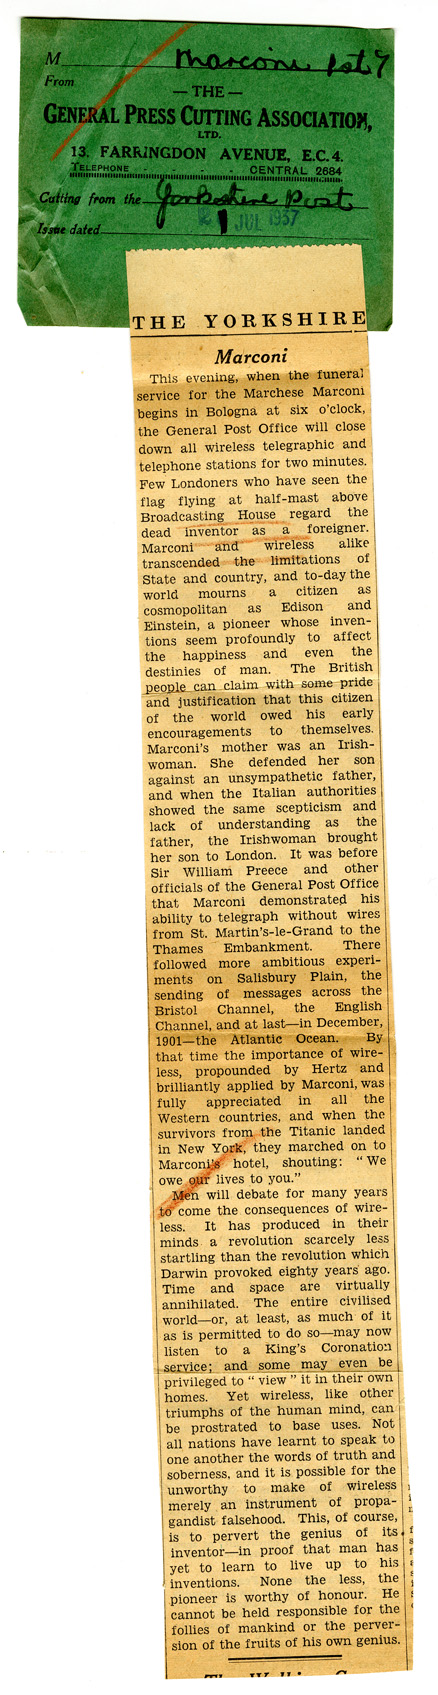 M Marconi 1st 7
From
— THE —
GENERAL PRESS CUTTING ASSOCIATION,
LTD.
13, FARRINGDON AVENUE, E.C.4.
TELEPHONE - - - - CENTRAL 2684
Cutting from the Yorkshire Post
Issue dated 21 JUL 1937
THE YORKSHIRE
Marconi
This evening, when the funeral
service for the Marchese Marconi
begins in Bologna at six o'clock,
the General Post Office will close
down all wireless telegraphic and
telephone stations for two minutes.
Few Londoners who have seen the
flag flying at half-mast above
Broadcasting House regard the
dead inventor as a foreigner.
Marconi and wireless alike
transcended the limitations of
State and country, and to-day the
world mourns a citizen as
cosmopolitan as Edison and
Einstein, a pioneer whose inven-
tions seem profoundly to affect
the happiness and even the
destinies of man. The British
people can claim with some pride
and justification that this citizen
of the world owed his early
encouragements to themselves.
Marconi's mother was an Irish-
woman. She defended her son
against an unsympathetic father,
and when the Italian authorities
showed the same scepticism and
lack of understanding as the
father, the Irishwoman brought
her son to London. It was before
Sir William Preece and other
officials of the General Post Office
that Marconi demonstrated his
ability to telegraph without wires
from St. Martin's-le-Grand to the
Thames Embankment. There
followed more ambitious experi-
ments on Salisbury Plain, the
sending of messages across the
Bristol Channel, the English
Channel, and at last—in December,
1901—the Atlantic Ocean. By
that time the importance of wire-
less, propounded by Hertz and
brilliantly applied by Marconi, was
fully appreciated in all the
Western countries, and when the
survivors from the Titanic landed
in New York, they marched on to
Marconi's hotel, shouting: "We
owe our lives to you."
Men will debate for many years
to come the consequences of wire-
less. It has produced in their
minds a revolution scarcely less
startling than the revolution which
Darwin provoked eighty years ago.
Time and space are virtually
annihilated. The entire civilised
world—or, at least, as much of it
as is permitted to do so—may now
listen to a King's Coronation
service; and some may even be
privileged to "view" it in their own
homes. Yet wireless, like other
triumphs of the human mind, can
be prostrated to base uses. Not
all nations have learnt to speak to
one another the words of truth and
soberness, and it is possible for the
unworthy to make of wireless
merely an instrument of propa-
gandist falsehood. This, of course,
is to pervert the genius of its
inventor—in proof that man has
yet to learn to live up to his
inventions. None the less, the
pioneer is worthy of honour. He
cannot be held responsible for the
follies of mankind or the perver-
sion of the fruits of his own genius.